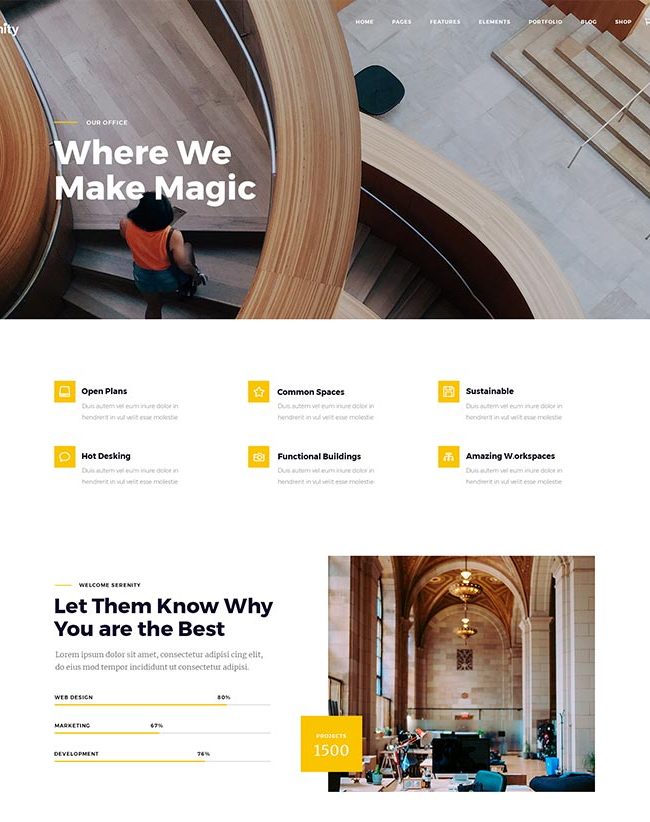 nity
HOME PAGES FEATURES ELEMENTS PORTFOLIO BLOG SHOP
OUR OFFICE
Where We
Make Magic
Open Plans
Duis autem vel eum iriure dolor in
hendrerit in vul velit esse molestie
Common Spaces
Duis autem vel eum iriure dolor in
hendrerit in vul velit esse molestie
Sustainable
Duis autem vel eum iriure dolor in
hendrerit in vul velit esse molestie
Hot Desking
Duis autem vel eum iriure dolor in
hendrerit in vul velit esse molestie
Functional Buildings
Duis autem vel eum iriure dolor in
hendrerit in vul velit esse molestie
Amazing Workspaces
Duis autem vel eum iriure dolor in
hendrerit in vul velit esse molestie
WELCOME SERENITY
Let Them Know Why
You are the Best
Lorem ipsum dolor sit amet, consectetur adipisi cing elit,
do eius mod tempor incididunt ut consectetur adipisi.
WEB DESIGN 80%
MARKETING 67%
DEVELOPMENT 76%
PROJECTS
1500